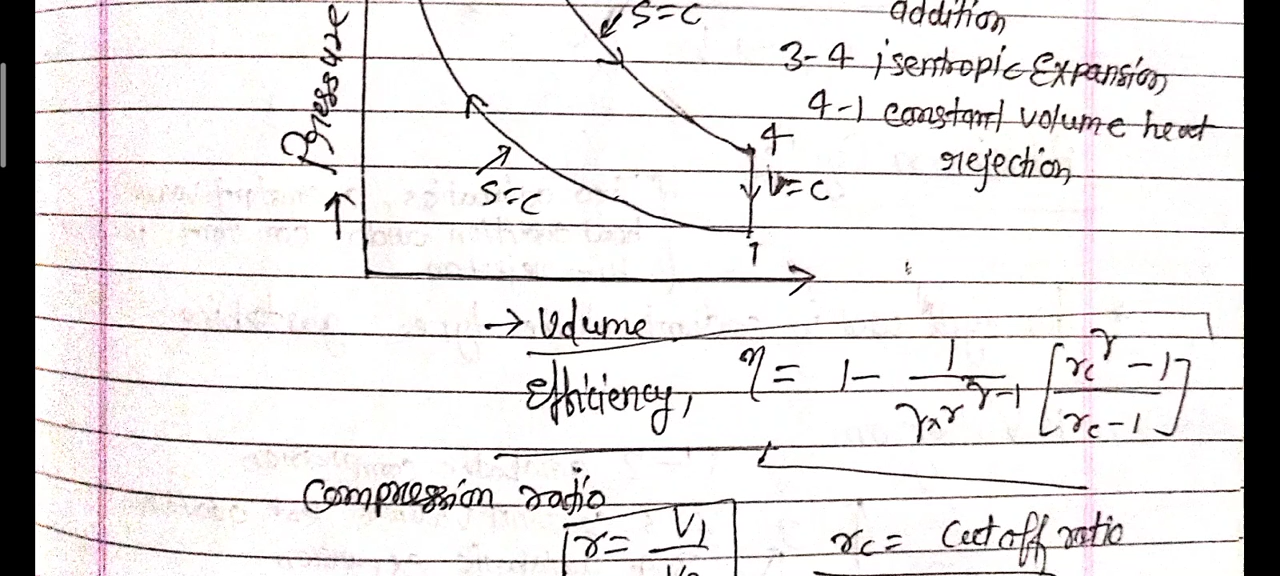 S=C
addition
3-4 isentropic Expansion
4-1 constant volume heat
rejection
→ Pressure
4
V=C
S=C
1
→ Volume
Efficiency, η = 1 - 1/(γ×r^(γ-1)) [(rc^γ - 1)/(rc - 1)]
Compression ratio
r = V1/V2
rc = Cut off ratio